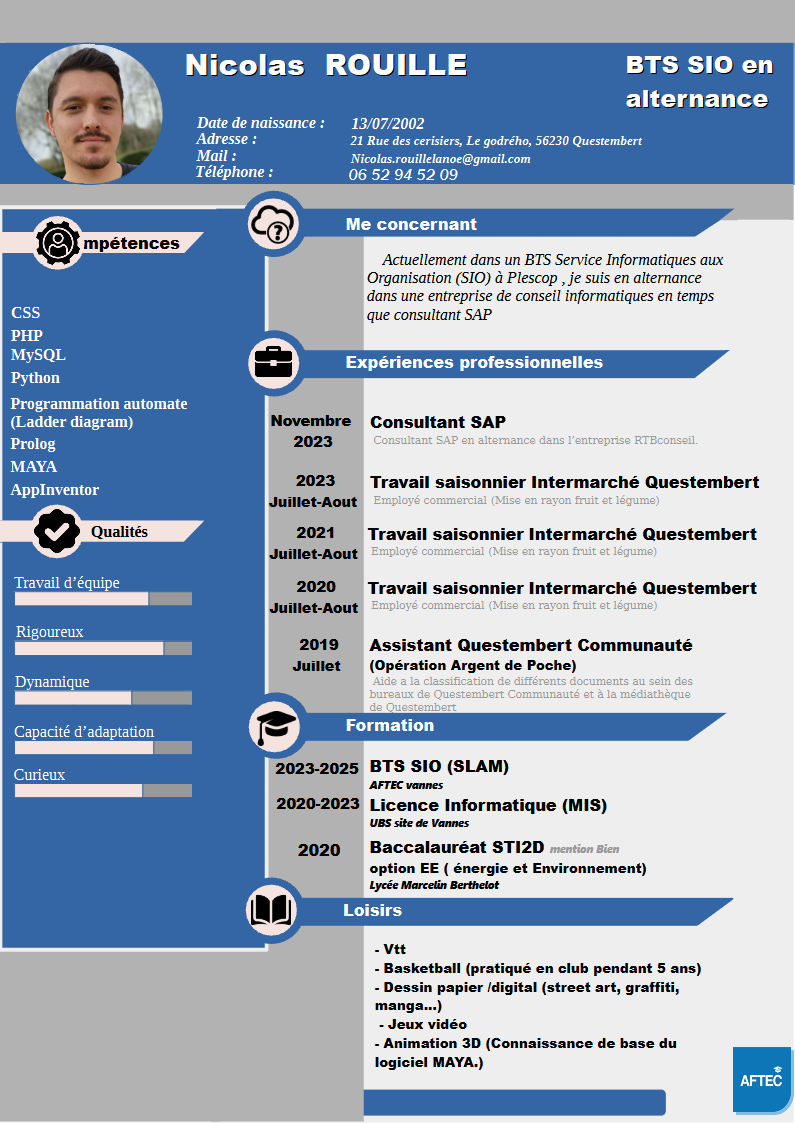 Nicolas ROUILLE
BTS SIO en
alternance
Date de naissance : 13/07/2002
Adresse : 21 Rue des cerisiers, Le godrého, 56230 Questembert
Mail : Nicolas.rouillelanoe@gmail.com
Téléphone : 06 52 94 52 09
mpétences
CSS
PHP
MySQL
Python
Programmation automate
(Ladder diagram)
Prolog
MAYA
AppInventor
Qualités
Travail d'équipe
Rigoureux
Dynamique
Capacité d'adaptation
Curieux
Me concernant
Actuellement dans un BTS Service Informatiques aux
Organisation (SIO) à Plescop , je suis en alternance
dans une entreprise de conseil informatiques en temps
que consultant SAP
Expériences professionnelles
Novembre
2023
Consultant SAP
Consultant SAP en alternance dans l'entreprise RTBconseil.
2023
Juillet-Aout
Travail saisonnier Intermarché Questembert
Employé commercial (Mise en rayon fruit et légume)
2021
Juillet-Aout
Travail saisonnier Intermarché Questembert
Employé commercial (Mise en rayon fruit et légume)
2020
Juillet-Aout
Travail saisonnier Intermarché Questembert
Employé commercial (Mise en rayon fruit et légume)
2019
Juillet
Assistant Questembert Communauté
(Opération Argent de Poche)
Aide a la classification de différents documents au sein des
bureaux de Questembert Communauté et à la médiathèque
de Questembert
Formation
2023-2025 BTS SIO (SLAM)
AFTEC vannes
2020-2023 Licence Informatique (MIS)
UBS site de Vannes
2020 Baccalauréat STI2D mention Bien
option EE ( énergie et Environnement)
Lycée Marcelin Berthelot
Loisirs
- Vtt
- Basketball (pratiqué en club pendant 5 ans)
- Dessin papier /digital (street art, graffiti,
manga...)
- Jeux vidéo
- Animation 3D (Connaissance de base du
logiciel MAYA.)
AFTEC